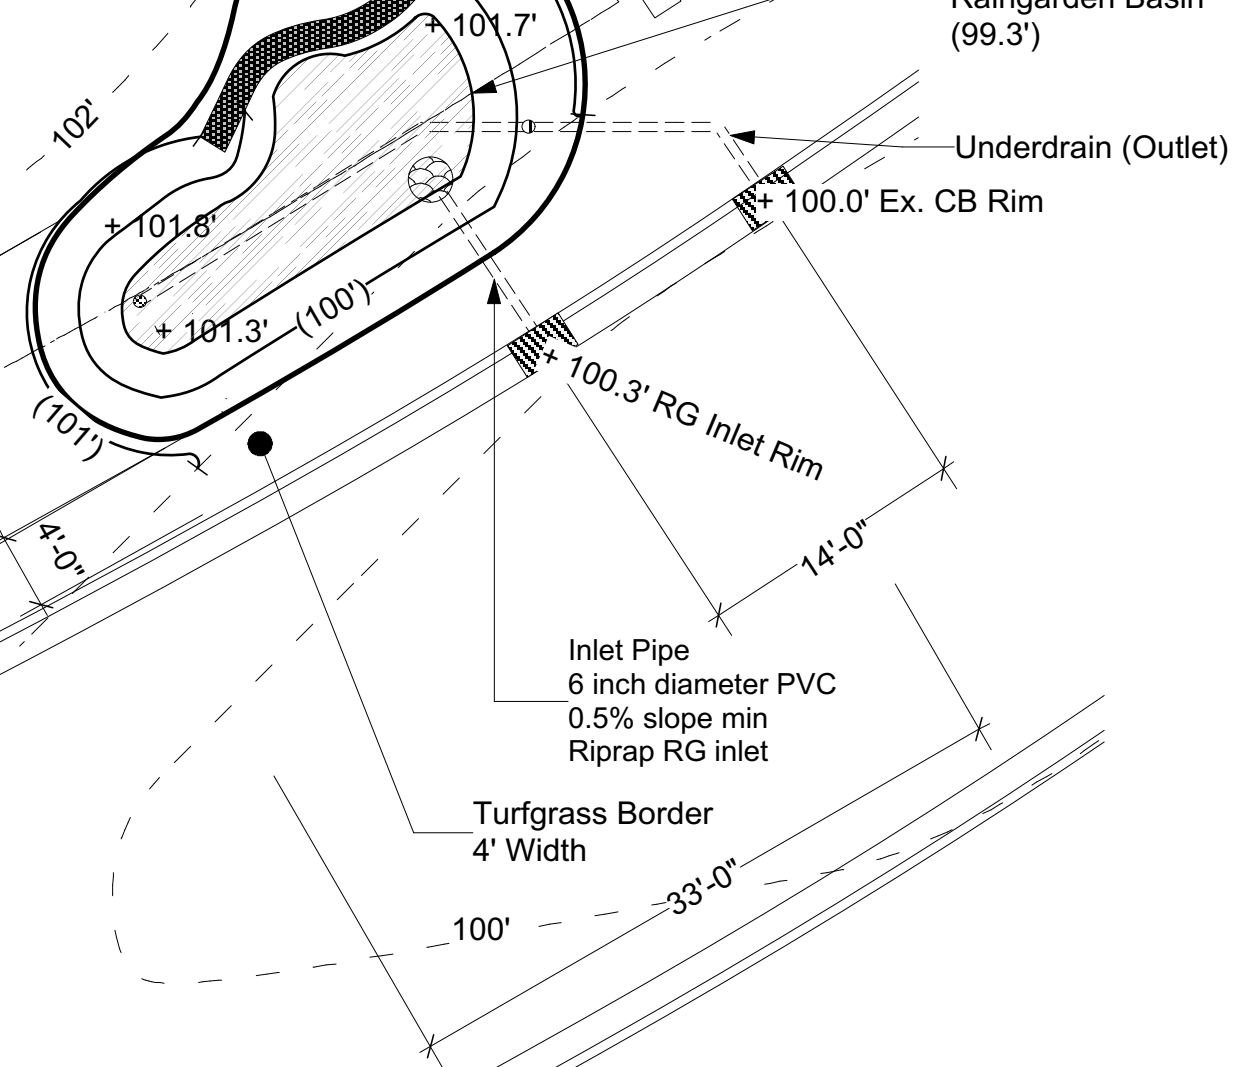 Raingarden Basin
(99.3')
+ 101.7'
102'
Underdrain (Outlet)
+ 100.0' Ex. CB Rim
+ 101.8'
(100')
+ 101.3'
+ 100.3' RG Inlet Rim
(101')
4'-0"
14'-0"
Inlet Pipe
6 inch diameter PVC
0.5% slope min
Riprap RG inlet
Turfgrass Border
4' Width
33'-0"
100'